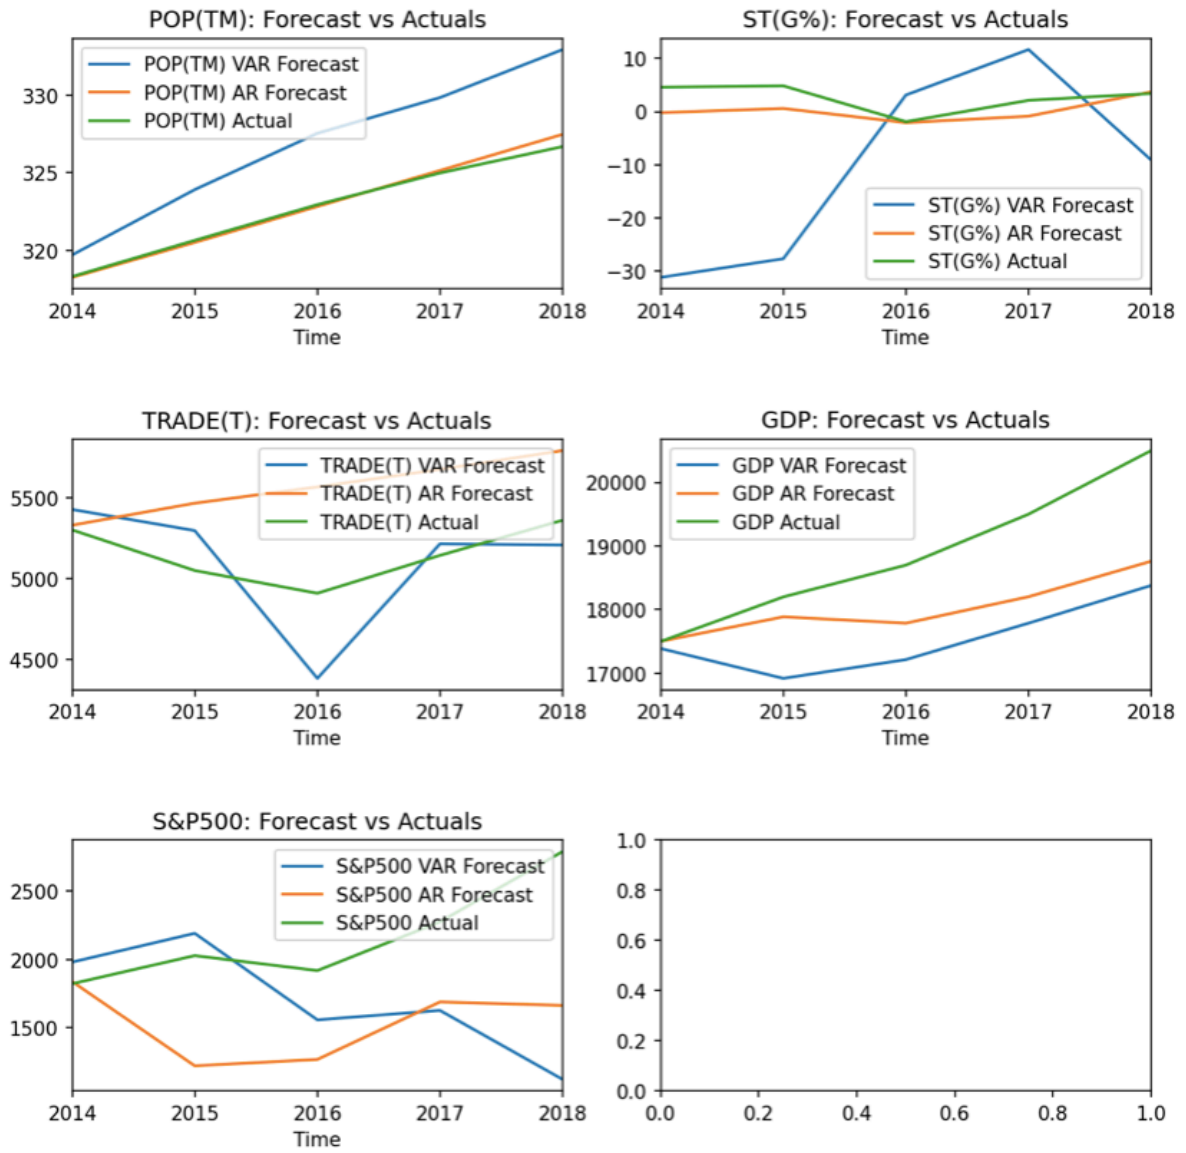 POP(TM): Forecast vs Actuals
POP(TM) VAR Forecast
POP(TM) AR Forecast
POP(TM) Actual
330
325
320
2014 2015 2016 2017 2018
Time
ST(G%): Forecast vs Actuals
10
0
−10
−20
−30
ST(G%) VAR Forecast
ST(G%) AR Forecast
ST(G%) Actual
2014 2015 2016 2017 2018
Time
TRADE(T): Forecast vs Actuals
TRADE(T) VAR Forecast
TRADE(T) AR Forecast
TRADE(T) Actual
5500
5000
4500
2014 2015 2016 2017 2018
Time
GDP: Forecast vs Actuals
GDP VAR Forecast
GDP AR Forecast
GDP Actual
20000
19000
18000
17000
2014 2015 2016 2017 2018
Time
S&P500: Forecast vs Actuals
S&P500 VAR Forecast
S&P500 AR Forecast
S&P500 Actual
2500
2000
1500
2014 2015 2016 2017 2018
Time
1.0
0.8
0.6
0.4
0.2
0.0
0.0 0.2 0.4 0.6 0.8 1.0